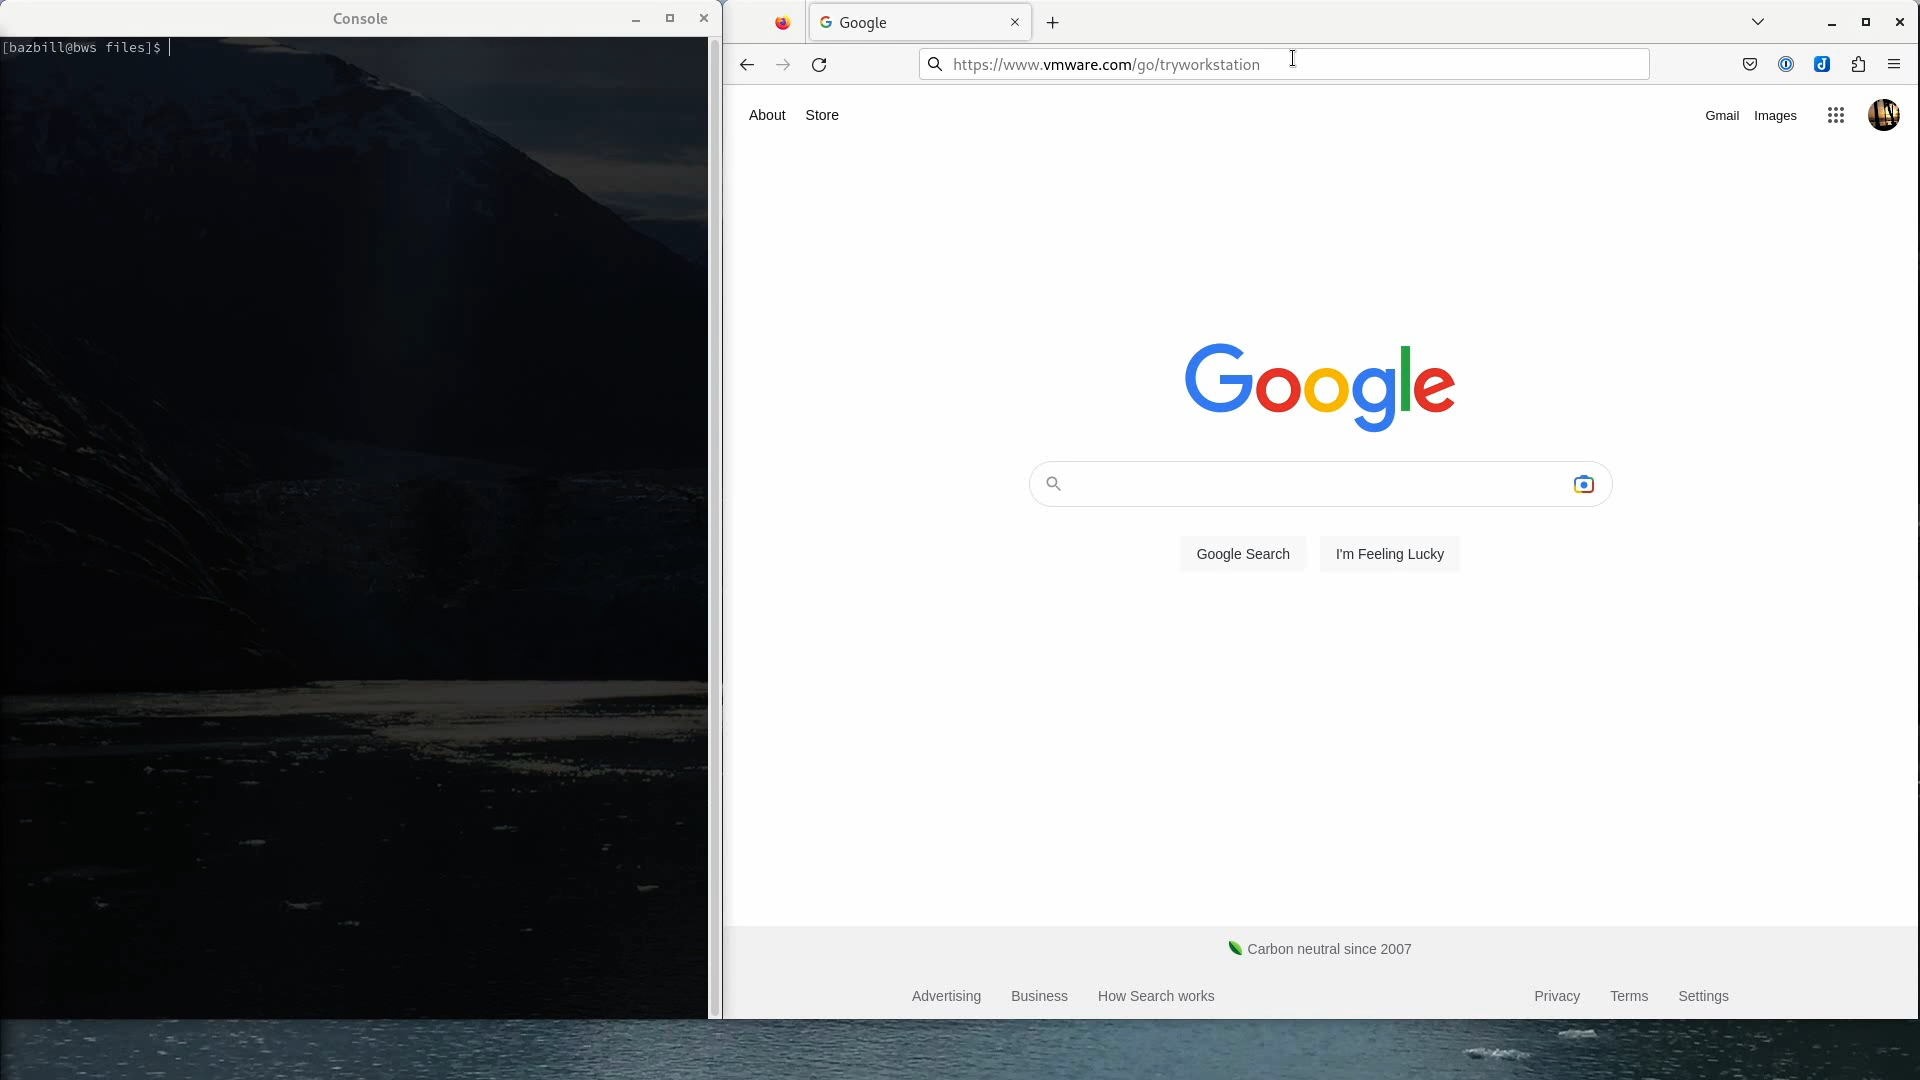 Console
[bazbill@bws files]$
Google
https://www.vmware.com/go/tryworkstation
About Store
Gmail Images
Google
Google Search I'm Feeling Lucky
Carbon neutral since 2007
Advertising Business How Search works Privacy Terms Settings